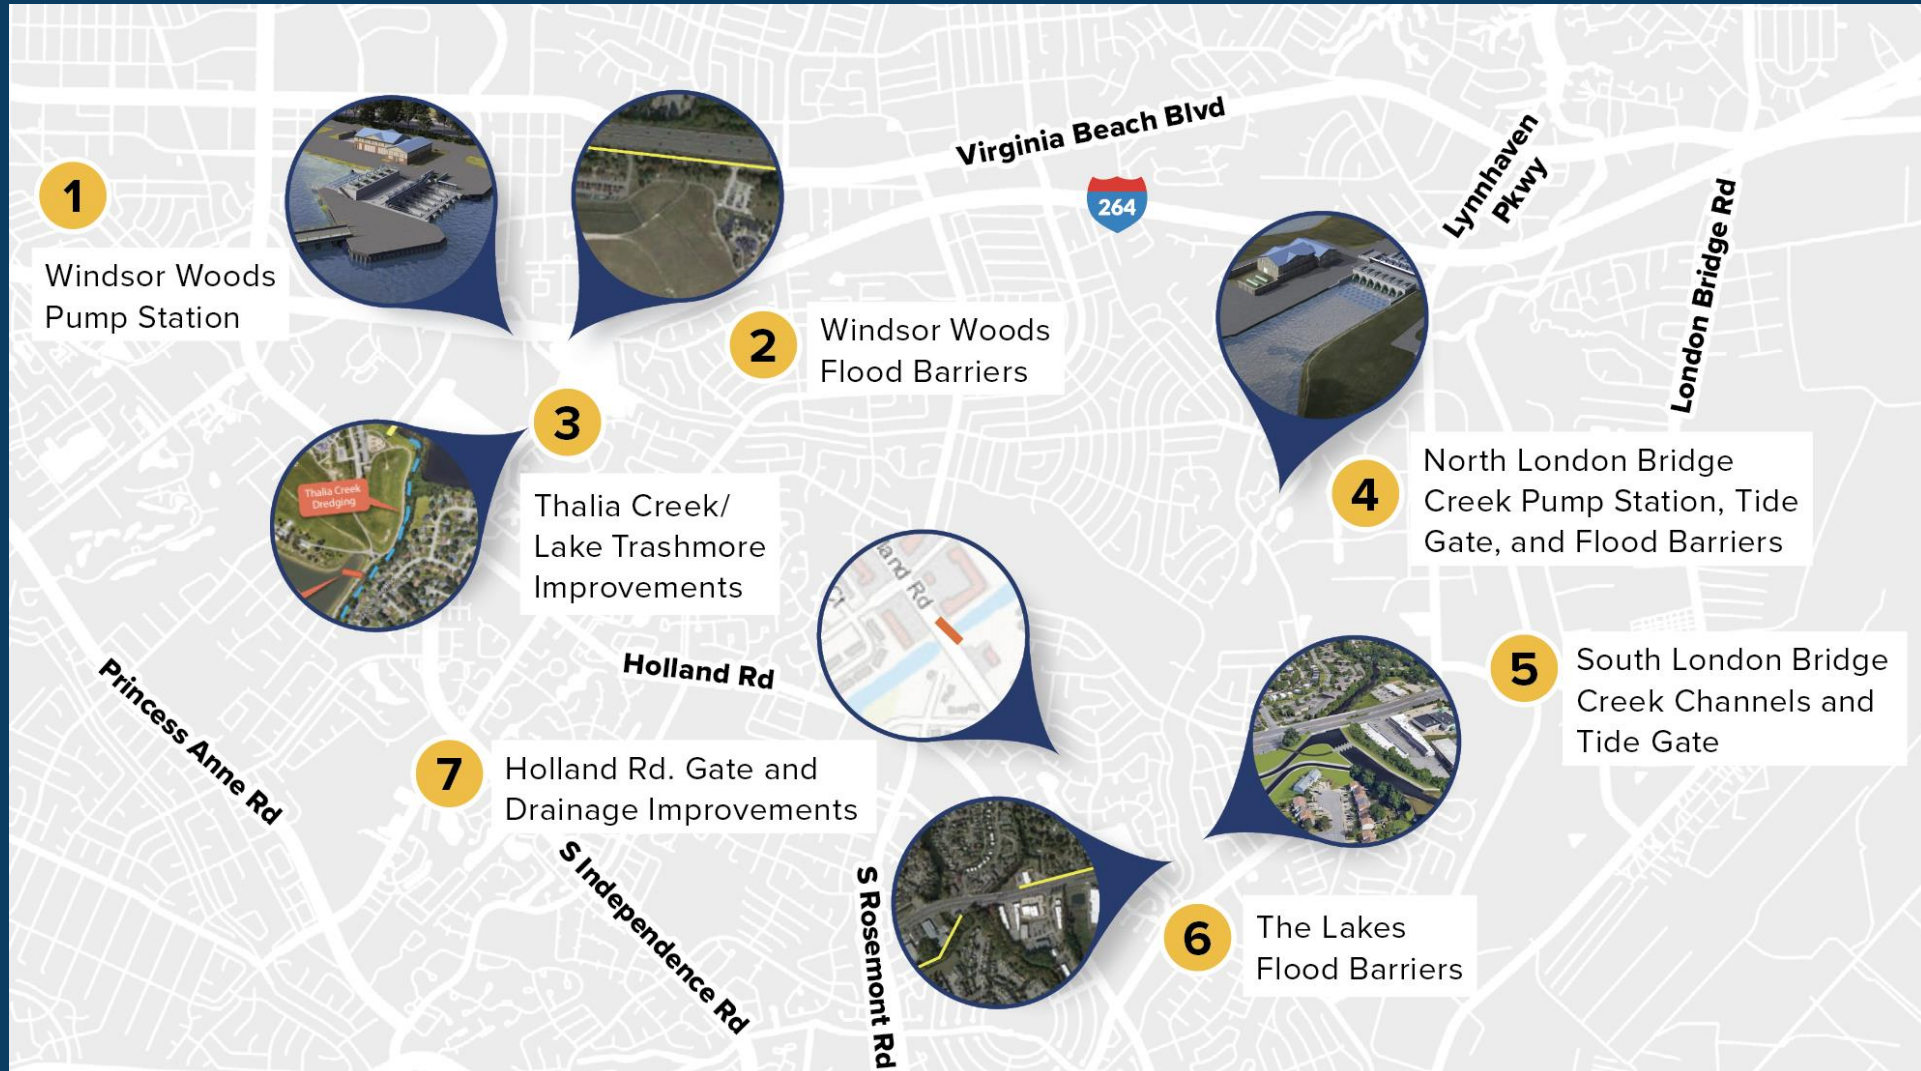 Virginia Beach Blvd
264
Lynnhaven
Pkwy
London Bridge Rd
1
Windsor Woods
Pump Station
2
Windsor Woods
Flood Barriers
3
Thalia Creek/
Lake Trashmore
Improvements
Thalia Creek
Dredging
4
North London Bridge
Creek Pump Station, Tide
Gate, and Flood Barriers
land Rd
Ct
Holland Rd
5
South London Bridge
Creek Channels and
Tide Gate
Princess Anne Rd
7
Holland Rd. Gate and
Drainage Improvements
S Independence Rd
S Rosemont Rd
6
The Lakes
Flood Barriers